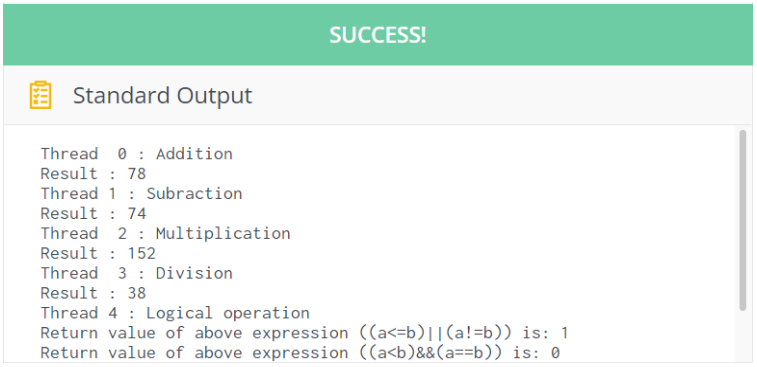 SUCCESS!
Standard Output
Thread  0 : Addition
Result : 78
Thread 1 : Subraction
Result : 74
Thread  2 : Multiplication
Result : 152
Thread  3 : Division
Result : 38
Thread 4 : Logical operation
Return value of above expression ((a<=b)||(a!=b)) is: 1
Return value of above expression ((a<b)&&(a==b)) is: 0